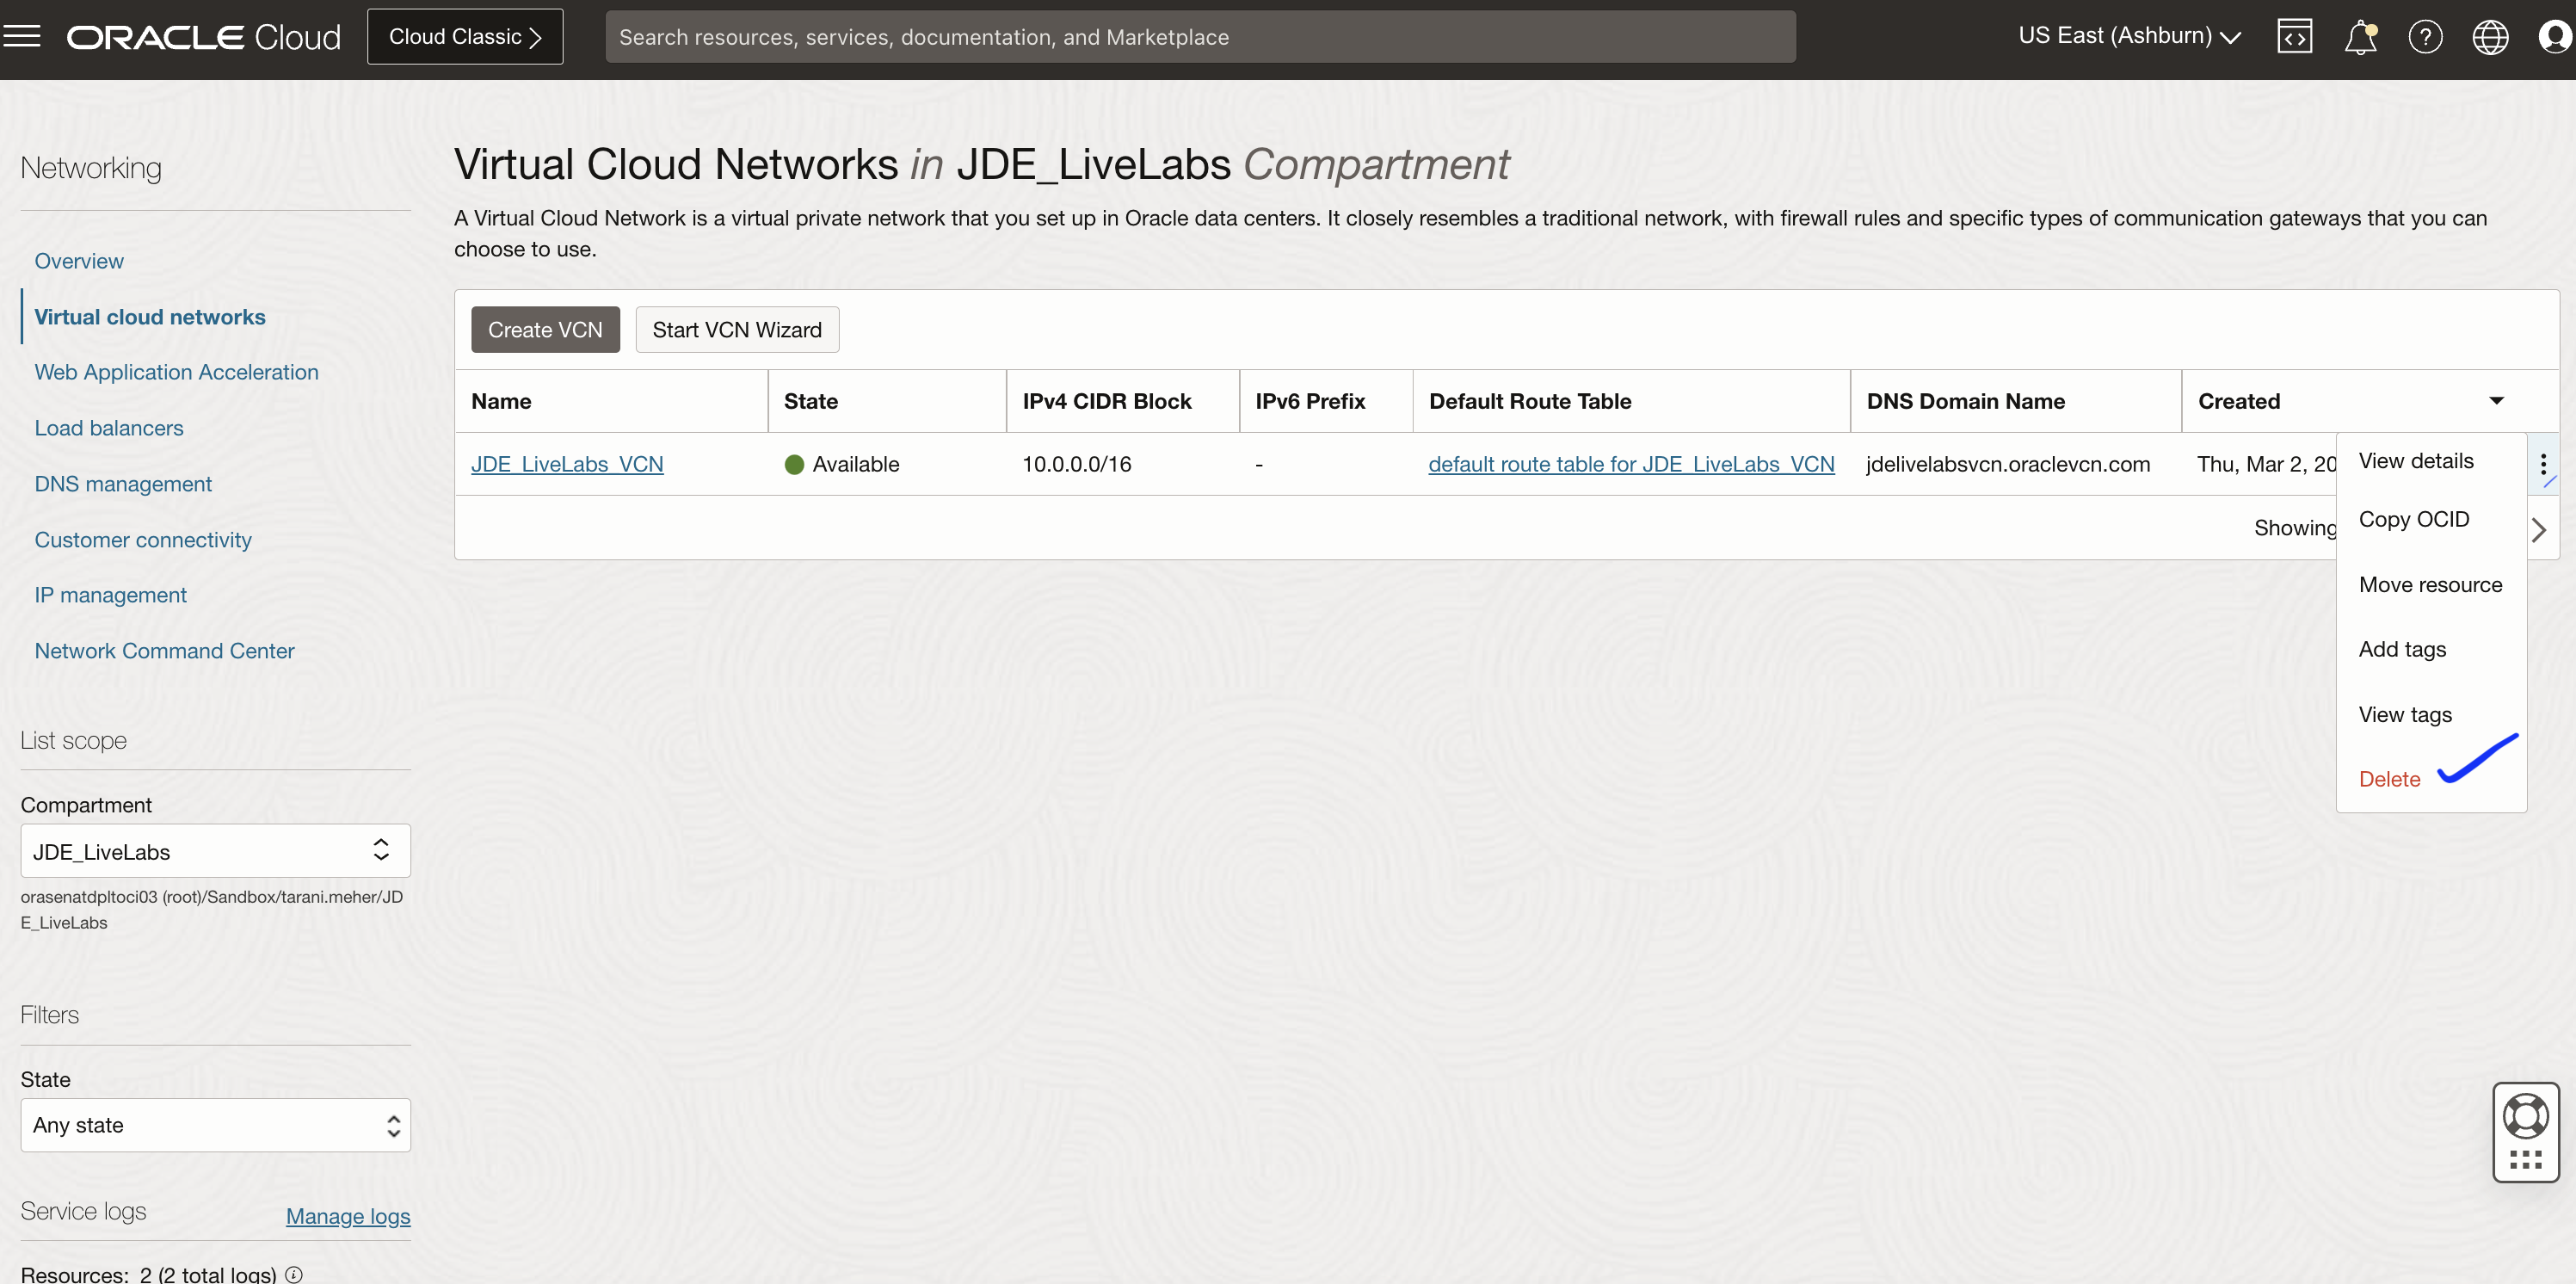 ORACLE Cloud
Cloud Classic
Search resources, services, documentation, and Marketplace
US East (Ashburn)
Networking
Overview
Virtual cloud networks
Web Application Acceleration
Load balancers
DNS management
Customer connectivity
IP management
Network Command Center
List scope
Compartment
JDE_LiveLabs
orasenatdpltoci03 (root)/Sandbox/tarani.meher/JD
E_LiveLabs
Filters
State
Any state
Service logs
Manage logs
Resources: 2 (2 total logs)
Virtual Cloud Networks in JDE_LiveLabs Compartment
A Virtual Cloud Network is a virtual private network that you set up in Oracle data centers. It closely resembles a traditional network, with firewall rules and specific types of communication gateways that you can
choose to use.
Create VCN
Start VCN Wizard
Name State IPv4 CIDR Block IPv6 Prefix Default Route Table DNS Domain Name Created
JDE_LiveLabs_VCN Available 10.0.0.0/16 - default route table for JDE_LiveLabs_VCN jdelivelabsvcn.oraclevcn.com Thu, Mar 2, 20
Showing
View details
Copy OCID
Move resource
Add tags
View tags
Delete